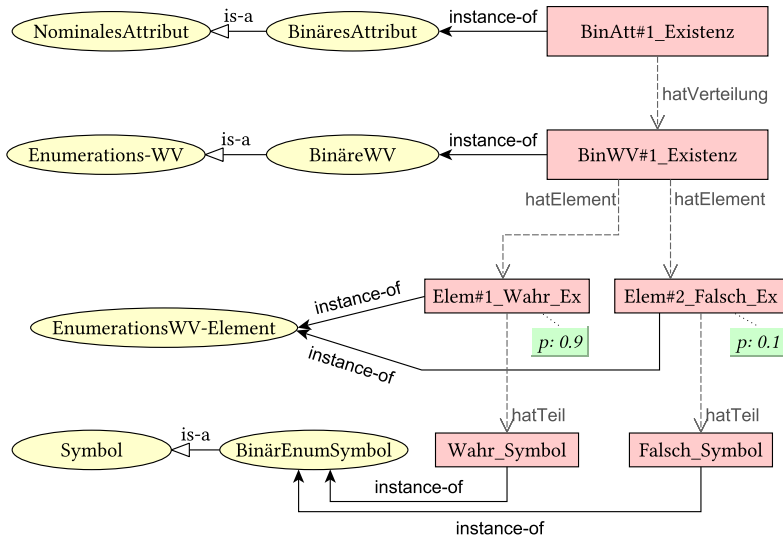 is-a
instance-of
NominalesAttribut
BinäresAttribut
BinAtt#1_Existenz
hatVerteilung
is-a
instance-of
Enumerations-WV
BinäreWV
BinWV#1_Existenz
hatElement
hatElement
instance-of
Elem#1_Wahr_Ex
Elem#2_Falsch_Ex
EnumerationsWV-Element
p: 0.9
p: 0.1
instance-of
hatTeil
hatTeil
is-a
Symbol
BinärEnumSymbol
Wahr_Symbol
Falsch_Symbol
instance-of
instance-of